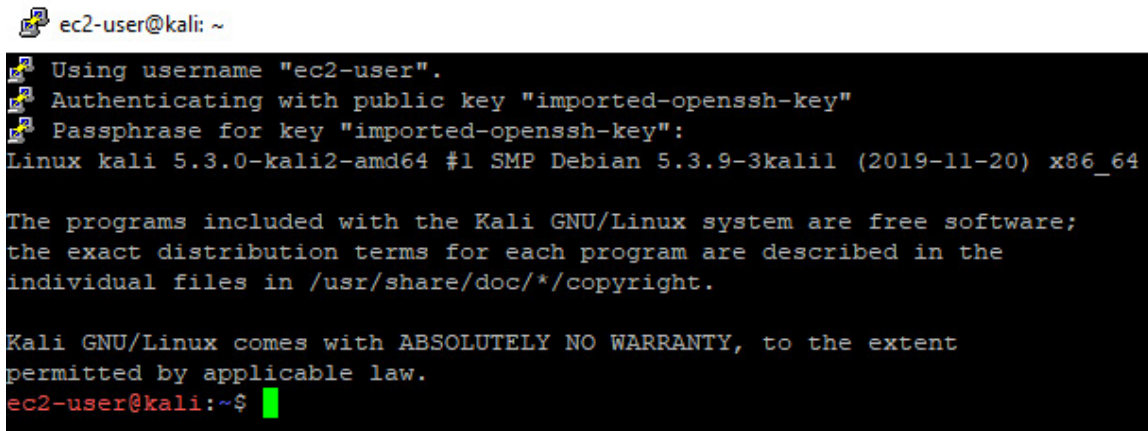 ec2-user@kali: ~
Using username "ec2-user".
Authenticating with public key "imported-openssh-key"
Passphrase for key "imported-openssh-key":
Linux kali 5.3.0-kali2-amd64 #1 SMP Debian 5.3.9-3kali1 (2019-11-20) x86_64
The programs included with the Kali GNU/Linux system are free software;
the exact distribution terms for each program are described in the
individual files in /usr/share/doc/*/copyright.
Kali GNU/Linux comes with ABSOLUTELY NO WARRANTY, to the extent
permitted by applicable law.
ec2-user@kali:~$